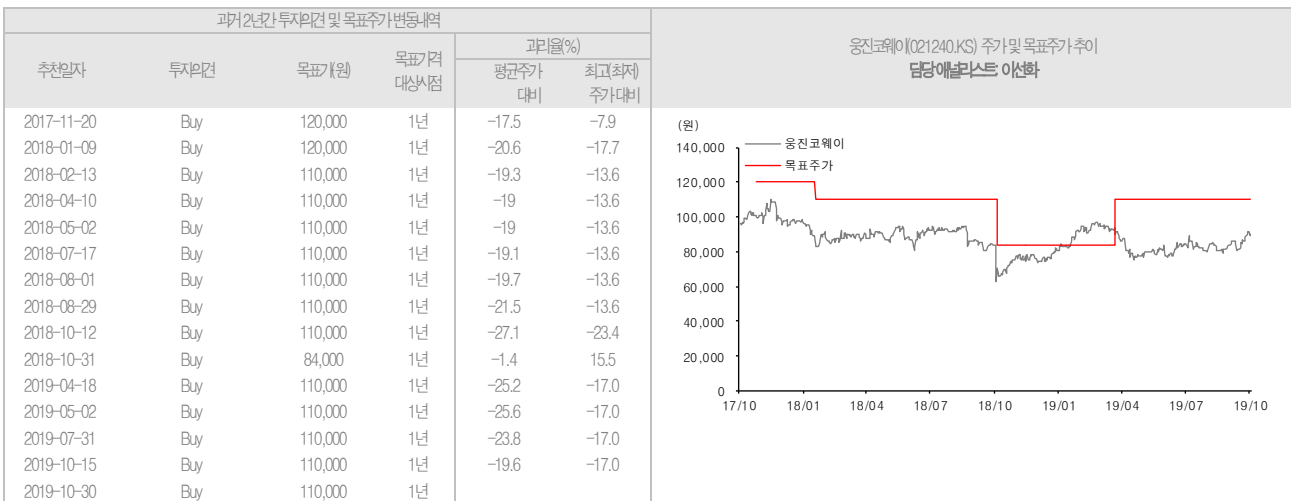 과거 2년간 투자의견 및 목표주가 변동내역
추천일자 투자의견 목표가(원) 목표가격 대상시점 괴리율(%)
평균주가 대비 최고(최저) 주가 대비
2017-11-20 Buy 120,000 1년 -17.5 -7.9
2018-01-09 Buy 120,000 1년 -20.6 -17.7
2018-02-13 Buy 110,000 1년 -19.3 -13.6
2018-04-10 Buy 110,000 1년 -19 -13.6
2018-05-02 Buy 110,000 1년 -19 -13.6
2018-07-17 Buy 110,000 1년 -19.1 -13.6
2018-08-01 Buy 110,000 1년 -19.7 -13.6
2018-08-29 Buy 110,000 1년 -21.5 -13.6
2018-10-12 Buy 110,000 1년 -27.1 -23.4
2018-10-31 Buy 84,000 1년 -1.4 15.5
2019-04-18 Buy 110,000 1년 -25.2 -17.0
2019-05-02 Buy 110,000 1년 -25.6 -17.0
2019-07-31 Buy 110,000 1년 -23.8 -17.0
2019-10-15 Buy 110,000 1년 -19.6 -17.0
2019-10-30 Buy 110,000 1년
웅진코웨이(021240.KS) 주가 및 목표주가 추이
담당애널리스트: 이선화
(원)
140,000
120,000
100,000
80,000
60,000
40,000
20,000
0
웅진코웨이
목표주가
17/10 18/01 18/04 18/07 18/10 19/01 19/04 19/07 19/10